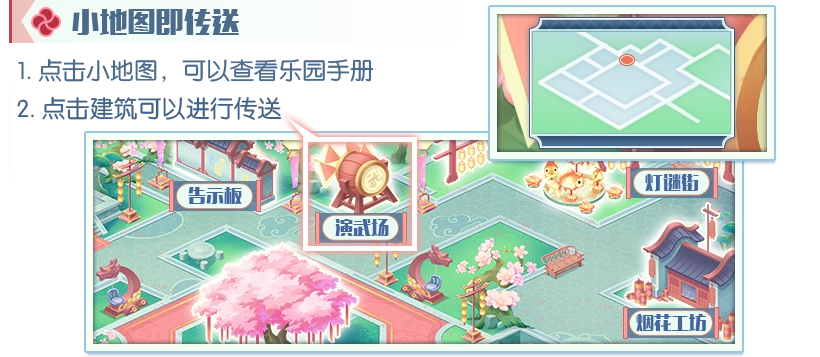 小地图即传送
1. 点击小地图，可以查看乐园手册
2. 点击建筑可以进行传送
告示板
演武场
灯谜街
烟花工坊